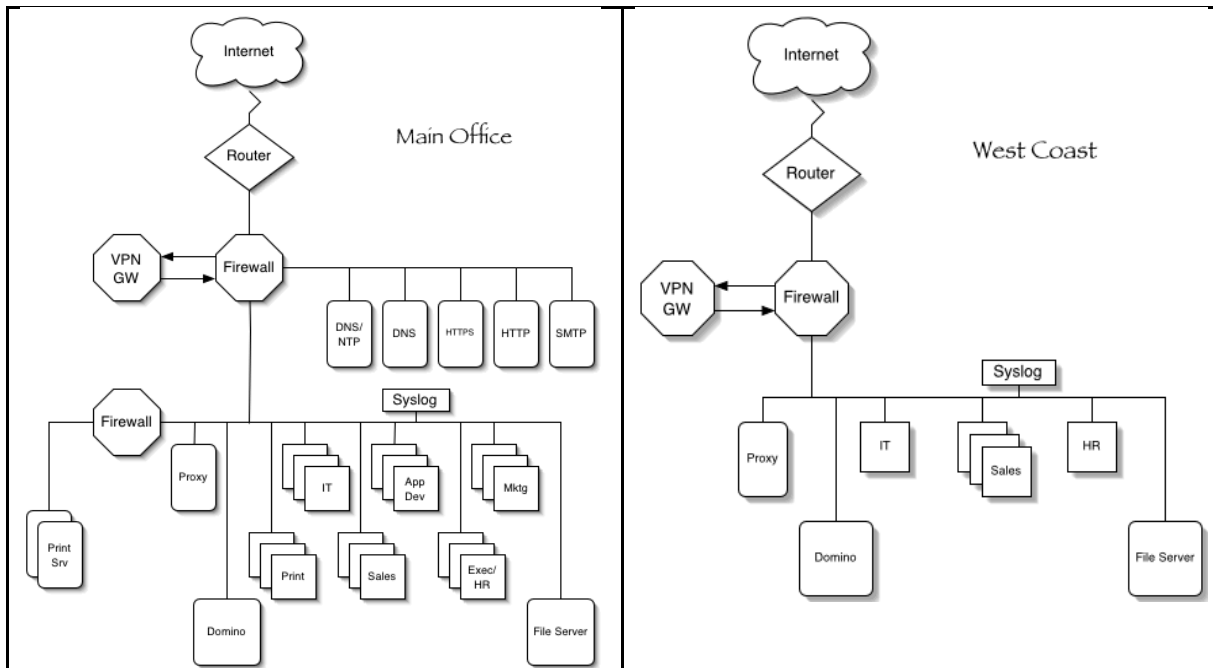 Internet
Main Office
Router
VPN
GW
Firewall
DNS/
NTP
DNS
HTTPS
HTTP
SMTP
Syslog
Firewall
Proxy
IT
App
Dev
Mktg
Print
Srv
Print
Sales
Exec/
HR
Domino
File Server
Internet
West Coast
Router
VPN
GW
Firewall
Syslog
Proxy
IT
Sales
HR
Domino
File Server